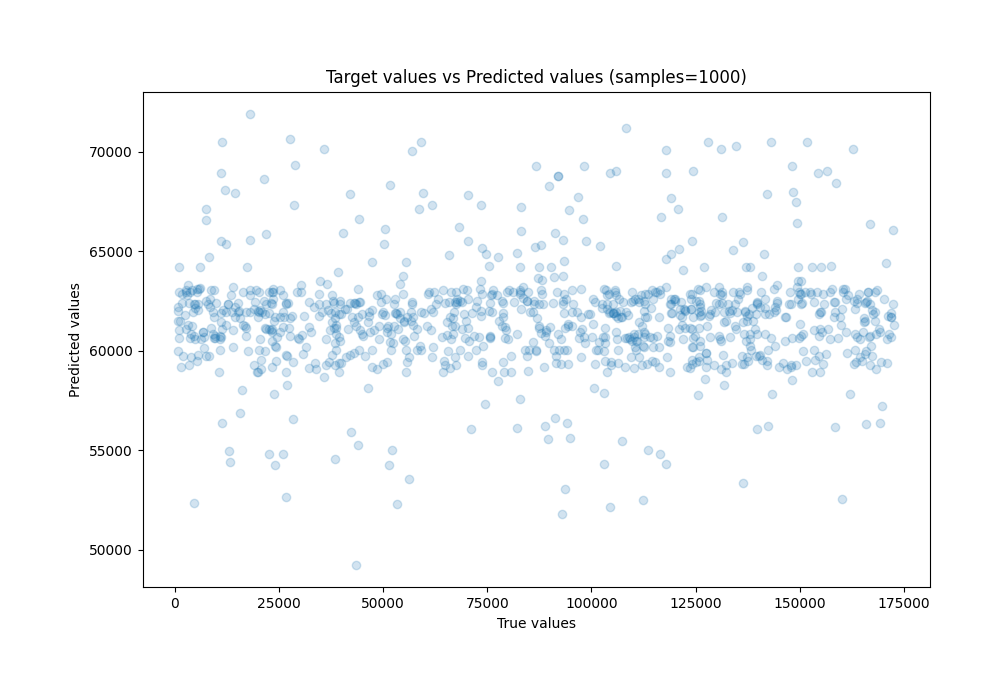 Target values vs Predicted values (samples=1000)
70000
65000
60000
55000
50000
Predicted values
0 25000 50000 75000 100000 125000 150000 175000
True values